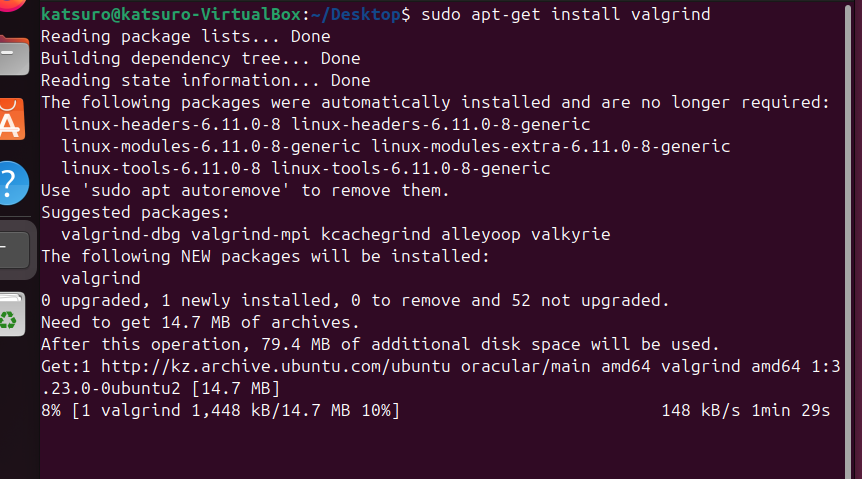 katsuro@katsuro-VirtualBox:~/Desktop$ sudo apt-get install valgrind
Reading package lists... Done
Building dependency tree... Done
Reading state information... Done
The following packages were automatically installed and are no longer required:
  linux-headers-6.11.0-8 linux-headers-6.11.0-8-generic
  linux-modules-6.11.0-8-generic linux-modules-extra-6.11.0-8-generic
  linux-tools-6.11.0-8 linux-tools-6.11.0-8-generic
Use 'sudo apt autoremove' to remove them.
Suggested packages:
  valgrind-dbg valgrind-mpi kcachegrind alleyoop valkyrie
The following NEW packages will be installed:
  valgrind
0 upgraded, 1 newly installed, 0 to remove and 52 not upgraded.
Need to get 14.7 MB of archives.
After this operation, 79.4 MB of additional disk space will be used.
Get:1 http://kz.archive.ubuntu.com/ubuntu oracular/main amd64 valgrind amd64 1:3
.23.0-0ubuntu2 [14.7 MB]
8% [1 valgrind 1,448 kB/14.7 MB 10%] 148 kB/s 1min 29s